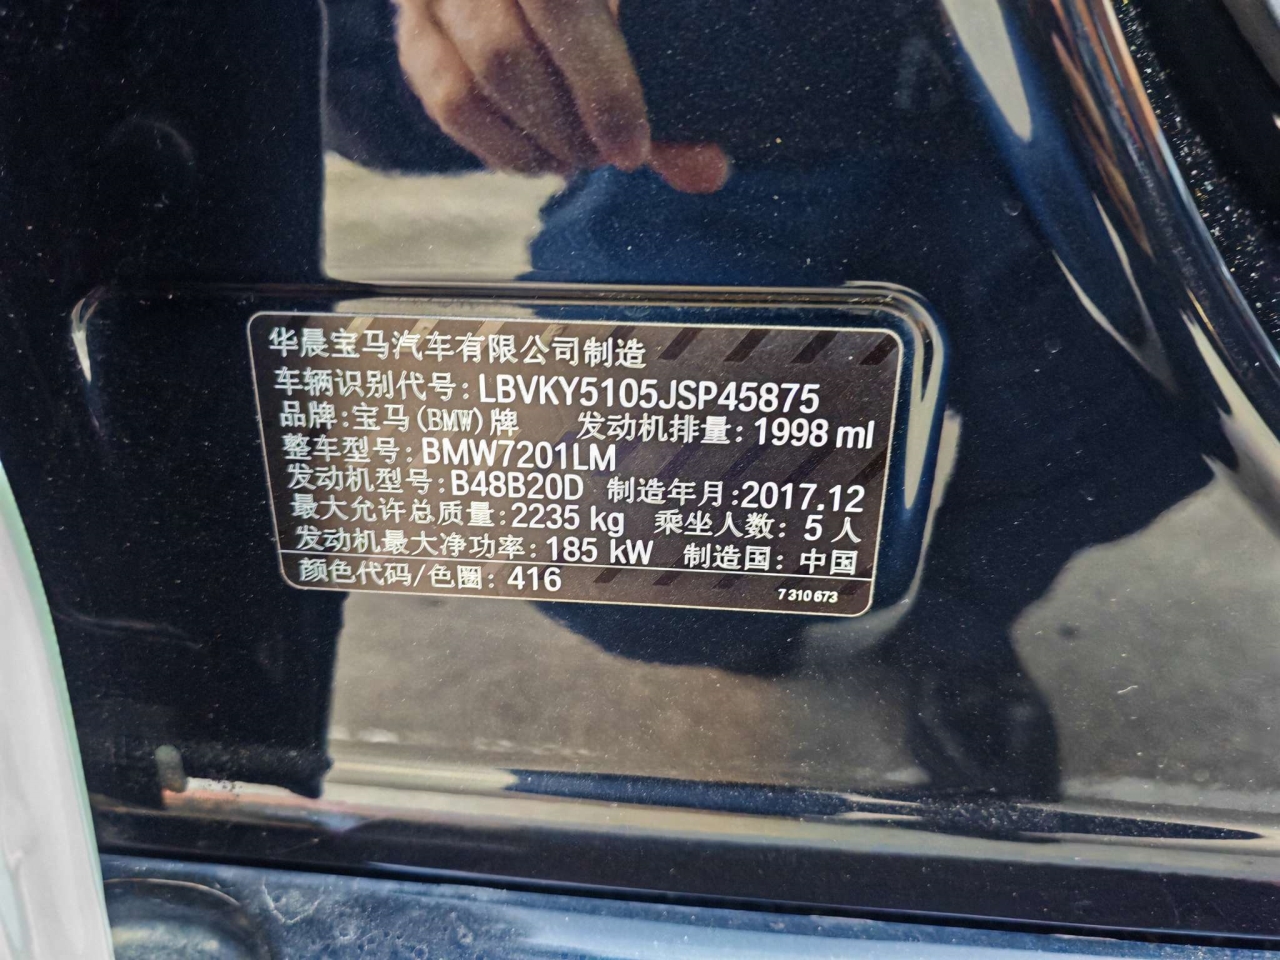 华晨宝马汽车有限公司制造
车辆识别代号: LBVKY5105JSP45875
品牌: 宝马(BMW)牌 发动机排量: 1998 ml
整车型号: BMW7201LM
发动机型号: B48B20D 制造年月: 2017.12
最大允许总质量: 2235 kg 乘坐人数: 5 人
发动机最大净功率: 185 kW 制造国: 中国
颜色代码/色圈: 416
7 310 673